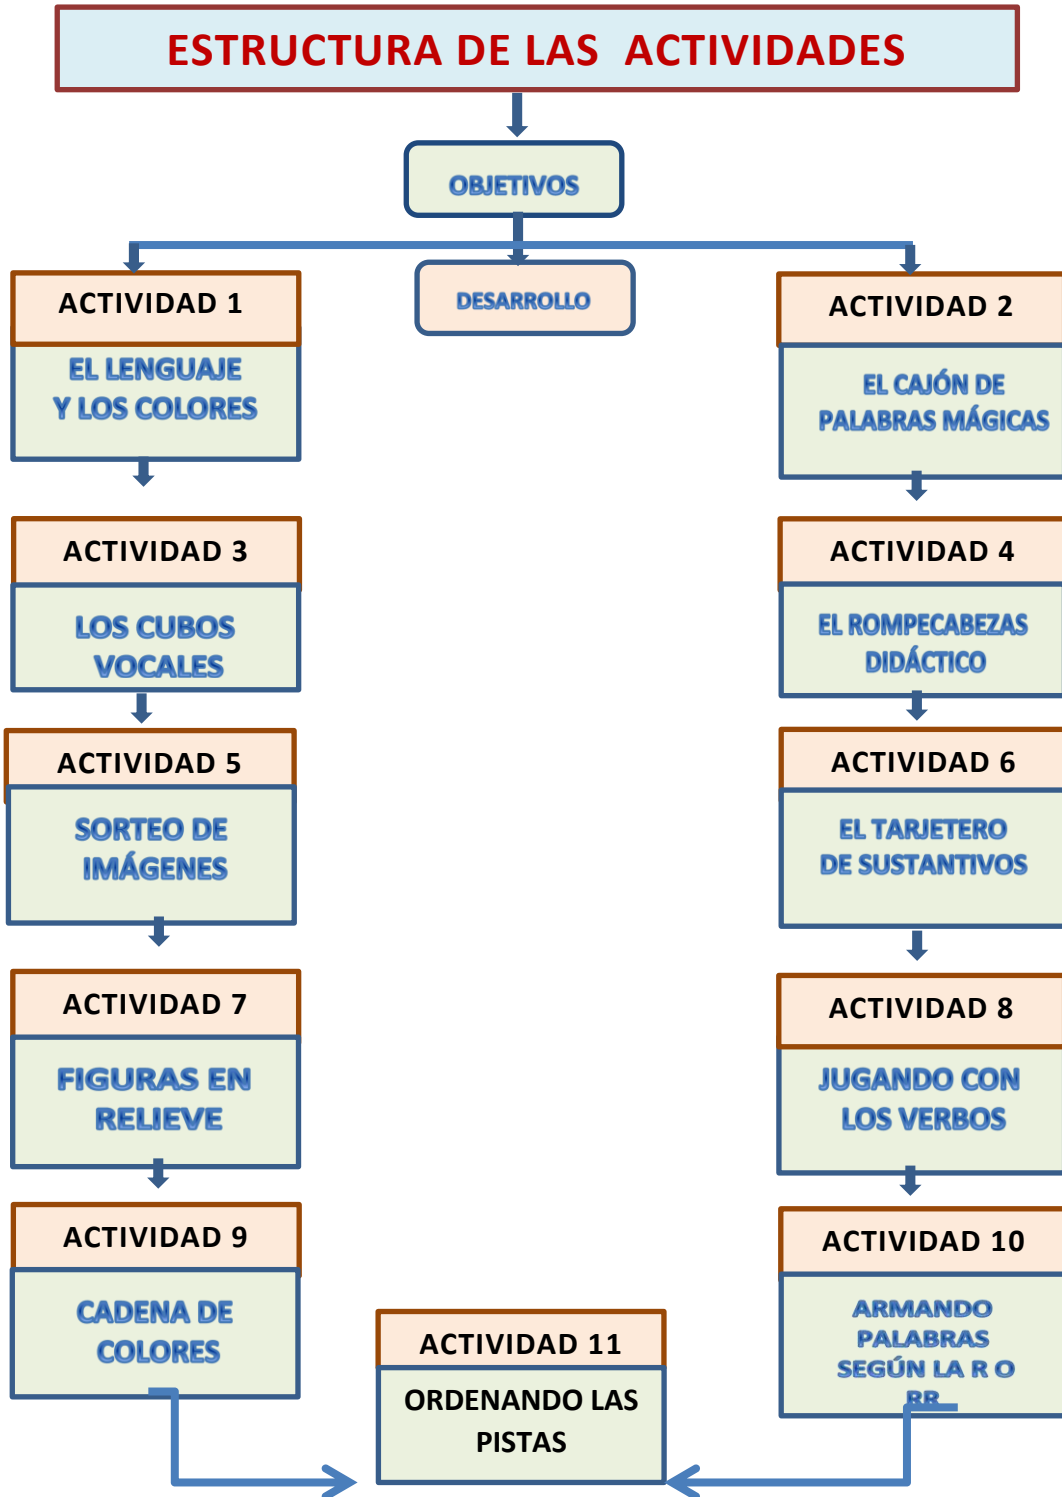 ESTRUCTURA DE LAS ACTIVIDADES
OBJETIVOS
DESARROLLO
ACTIVIDAD 1
EL LENGUAJE
Y LOS COLORES
ACTIVIDAD 2
EL CAJÓN DE
PALABRAS MÁGICAS
ACTIVIDAD 3
LOS CUBOS
VOCALES
ACTIVIDAD 4
EL ROMPECABEZAS
DIDÁCTICO
ACTIVIDAD 5
SORTEO DE
IMÁGENES
ACTIVIDAD 6
EL TARJETERO
DE SUSTANTIVOS
ACTIVIDAD 7
FIGURAS EN
RELIEVE
ACTIVIDAD 8
JUGANDO CON
LOS VERBOS
ACTIVIDAD 9
CADENA DE
COLORES
ACTIVIDAD 10
ARMANDO
PALABRAS
SEGÚN LA R O
RR
ACTIVIDAD 11
ORDENANDO LAS
PISTAS